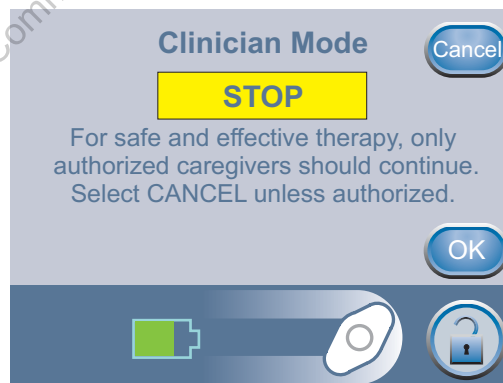 Comm
Clinician Mode
Cancel
STOP
For safe and effective therapy, only
authorized caregivers should continue.
Select CANCEL unless authorized.
OK